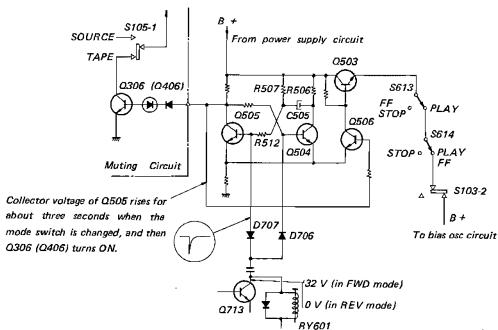 S105-1
SOURCE
TAPE
B +
From power supply circuit
Q306 (Q406)
R507
R506
Q503
S613
FF
STOP
PLAY
Q505
C505
Q506
R512
Q504
S614
STOP
PLAY
FF
Muting Circuit
S103-2
Collector voltage of Q505 rises for
about three seconds when the
mode switch is changed, and then
Q306 (Q406) turns ON.
B +
To bias osc circuit
D707
D706
32 V (in FWD mode)
0 V (in REV mode)
Q713
RY601